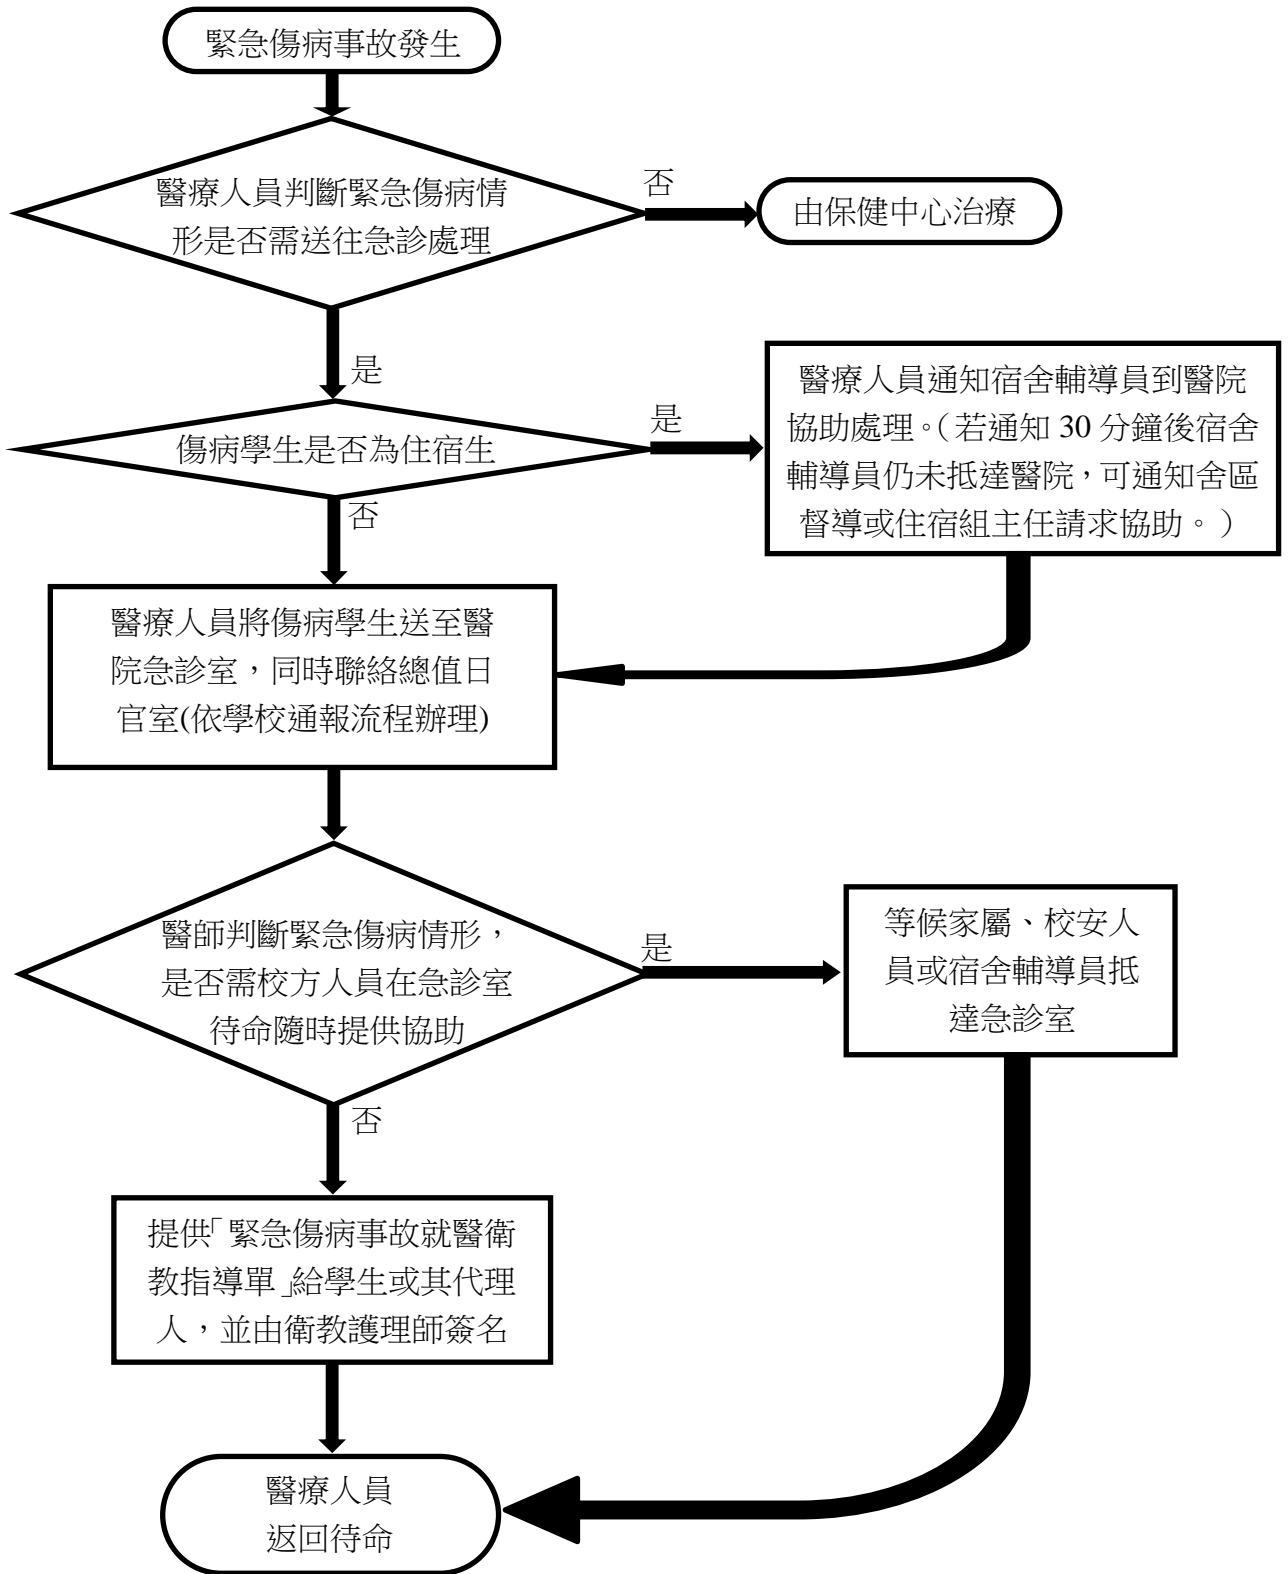 緊急傷病事故發生
醫療人員判斷緊急傷病情
形是否需送往急診處理
否
由保健中心治療
是
傷病學生是否為住宿生
是
醫療人員通知宿舍輔導員到醫院
協助處理。（若通知 30 分鐘後宿舍
輔導員仍未抵達醫院，可通知舍區
督導或住宿組主任請求協助。）
否
醫療人員將傷病學生送至醫
院急診室，同時聯絡總值日
官室(依學校通報流程辦理)
醫師判斷緊急傷病情形，
是否需校方人員在急診室
待命隨時提供協助
是
等候家屬、校安人
員或宿舍輔導員抵
達急診室
否
提供「緊急傷病事故就醫衛
教指導單」給學生或其代理
人，並由衛教護理師簽名
醫療人員
返回待命